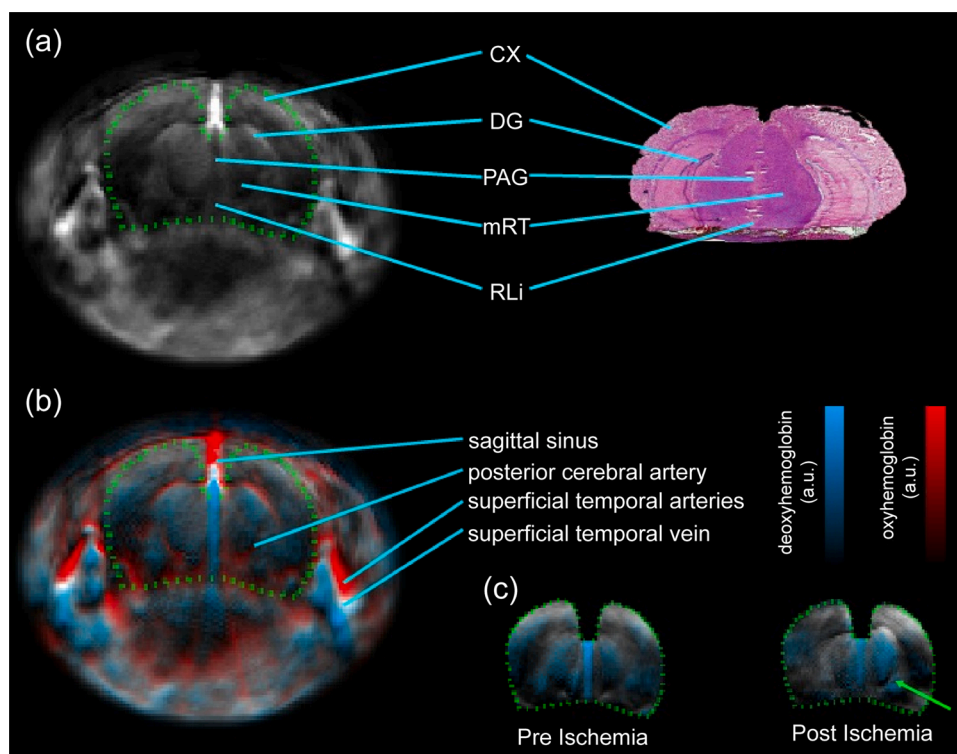 (a)
CX
DG
PAG
mRT
RLi
(b)
sagittal sinus
posterior cerebral artery
superficial temporal arteries
superficial temporal vein
deoxyhemoglobin
(a.u.)
oxyhemoglobin
(a.u.)
(c)
Pre Ischemia
Post Ischemia